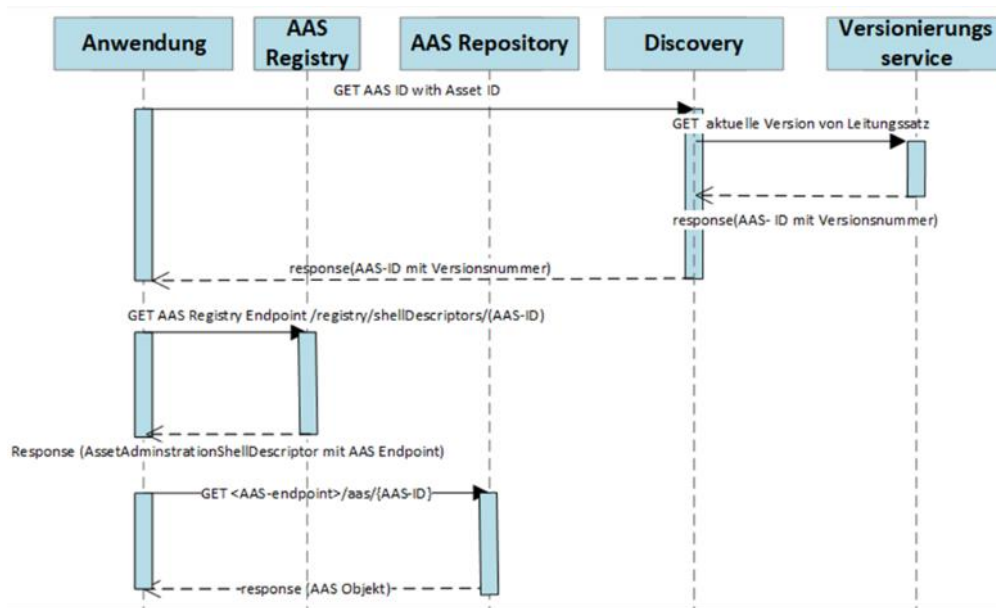 Anwendung
AAS
Registry
AAS Repository
Discovery
Versionierungs
service
GET AAS ID with Asset ID
GET aktuelle Version von Leitungssatz
response(AAS- ID mit Versionsnummer)
response(AAS-ID mit Versionsnummer)
GET AAS Registry Endpoint /registry/shellDescriptors/(AAS-ID)
Response (AssetAdminstrationShellDescriptor mit AAS Endpoint)
GET <AAS-endpoint>/aas/{AAS-ID}
response (AAS Objekt)